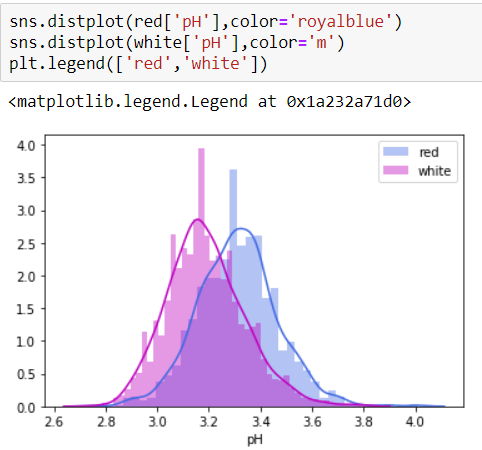 sns.distplot(red['pH'],color='royalblue')
sns.distplot(white['pH'],color='m')
plt.legend(['red','white'])
<matplotlib.legend.Legend at 0x1a232a71d0>
4.0
3.5
3.0
2.5
2.0
1.5
1.0
0.5
0.0
red
white
2.6 2.8 3.0 3.2 3.4 3.6 3.8 4.0
pH